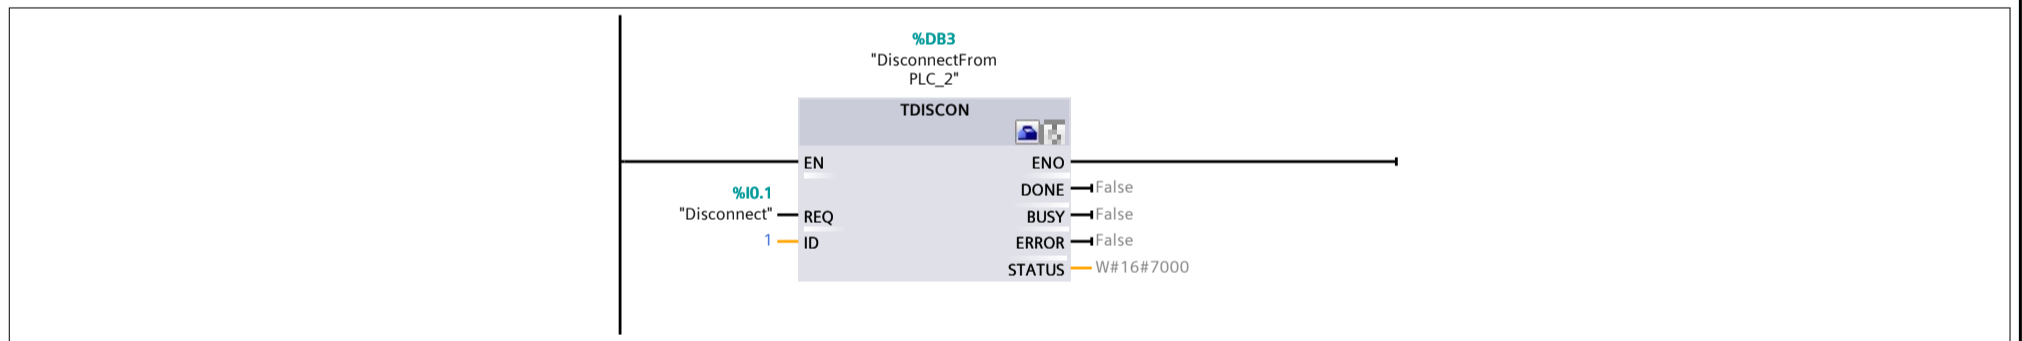 %DB3
"DisconnectFrom
PLC_2"
TDISCON
EN ENO
DONE False
%I0.1
"Disconnect" REQ BUSY False
1 ID ERROR False
STATUS W#16#7000